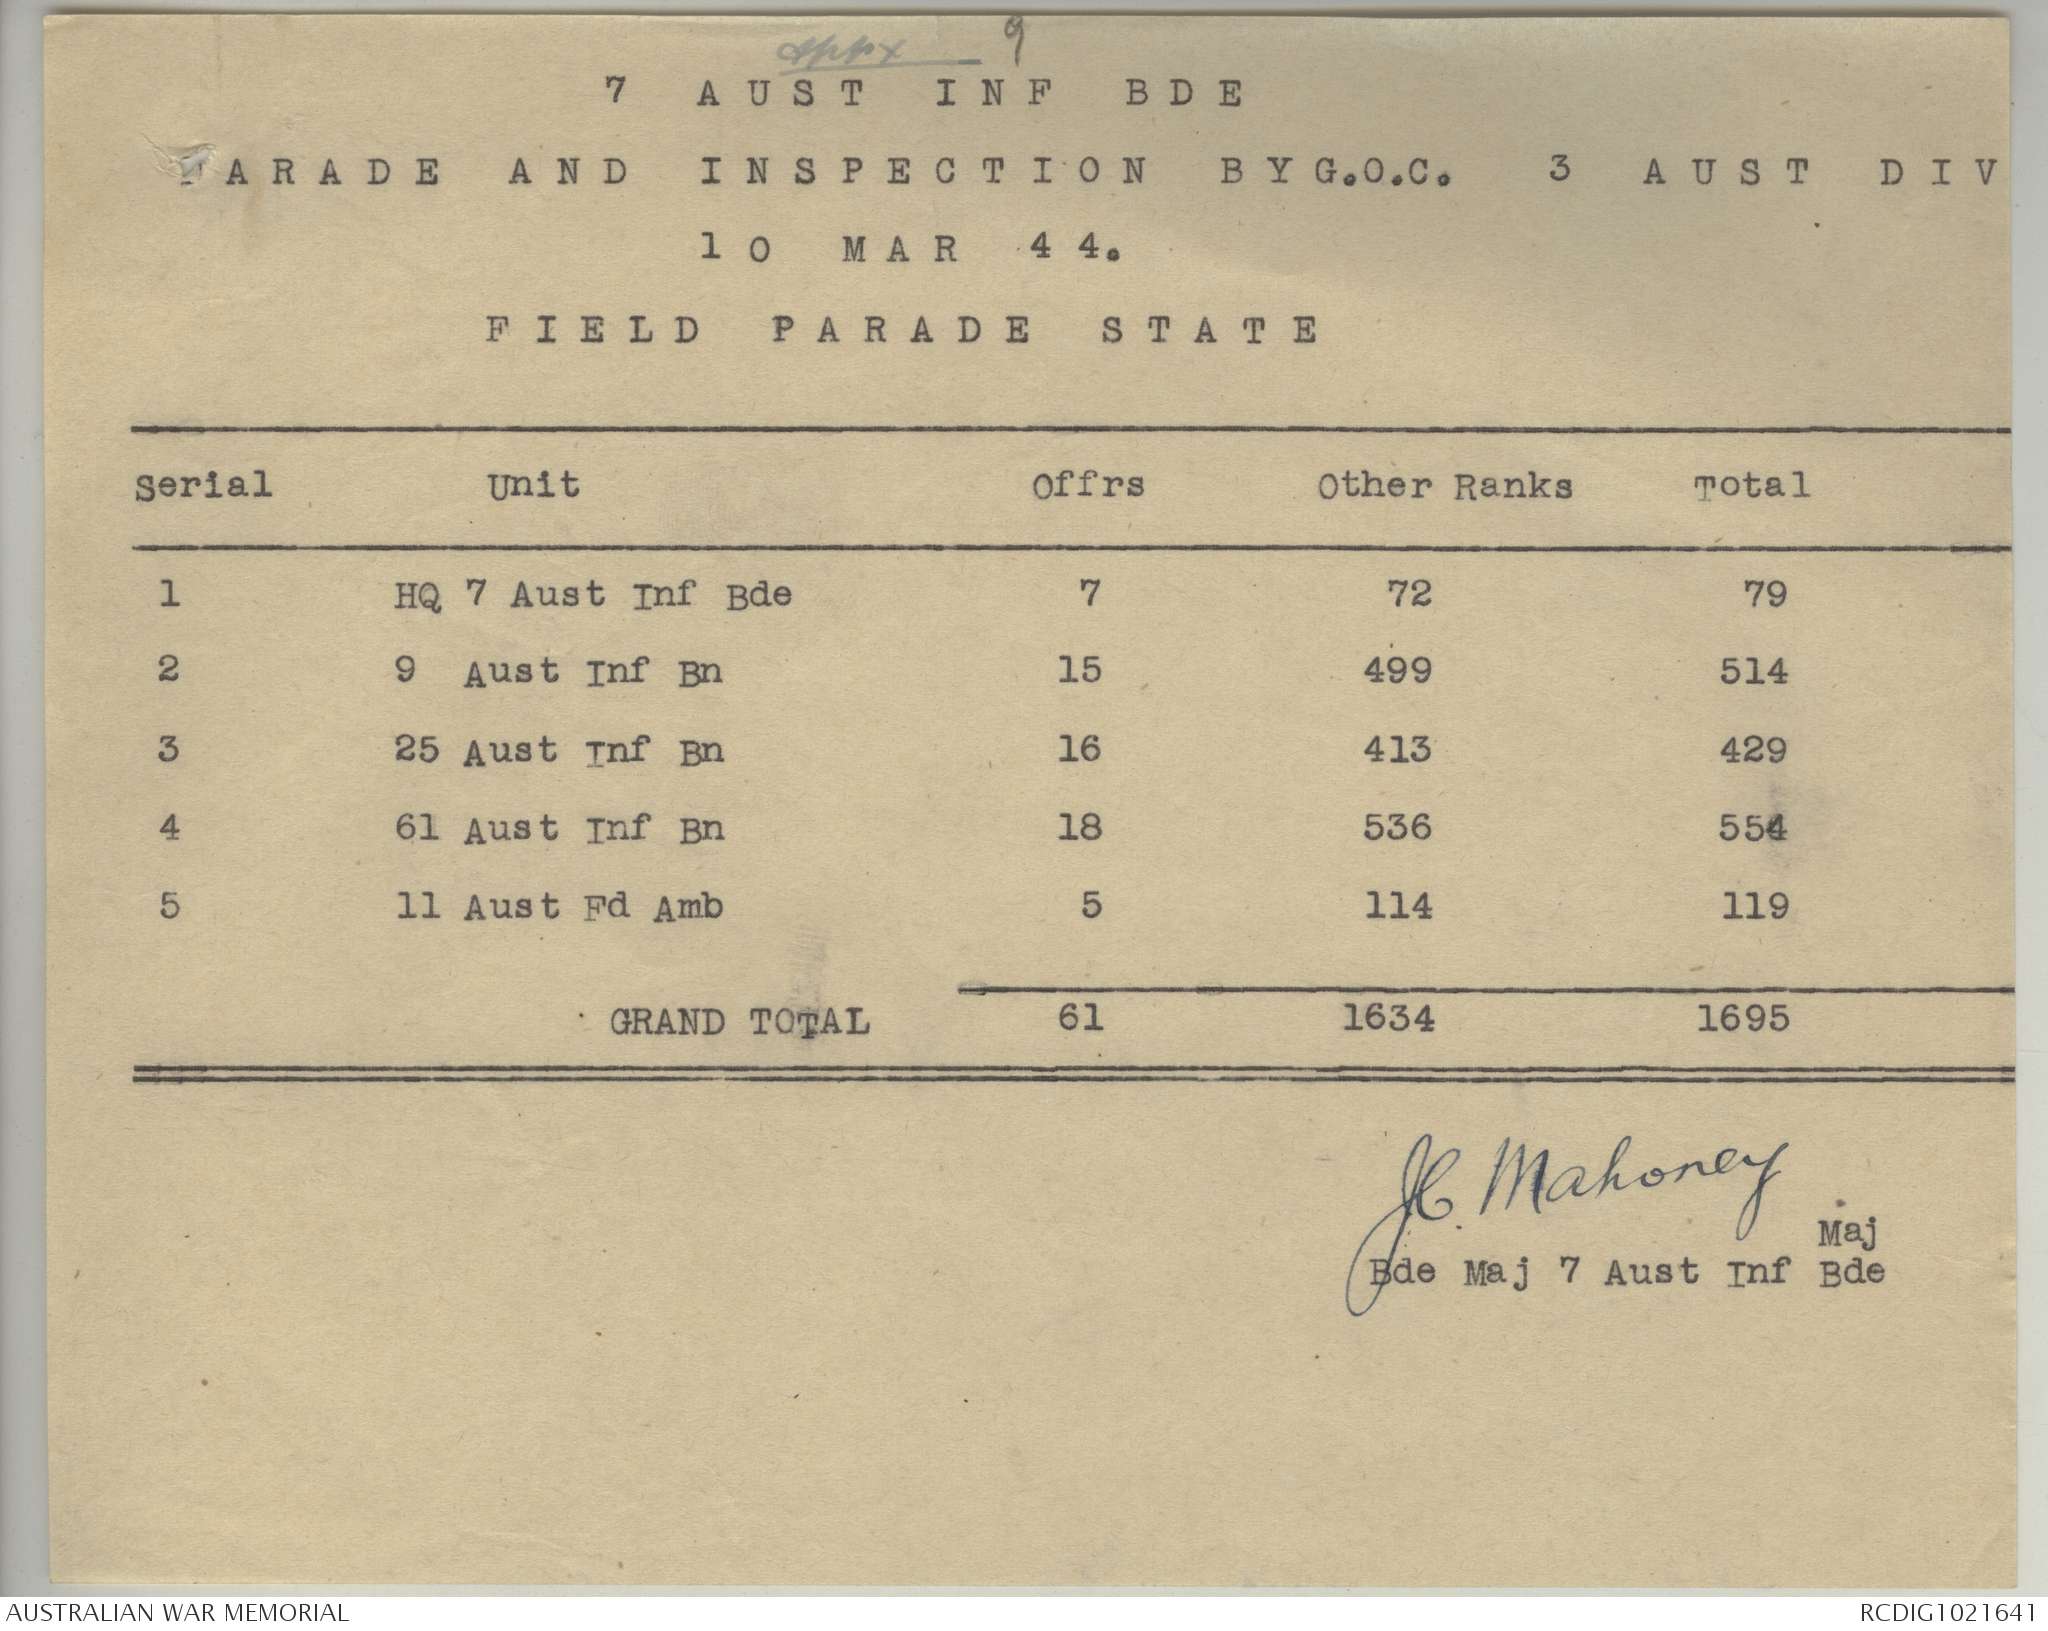 appx 9
7 AUST INF BDE
PARADE AND INSPECTION BY G.O.C. 3 AUST DIV
10 MAR 44.
FIELD PARADE STATE
Serial Unit Offrs Other Ranks Total
1 HQ 7 Aust Inf Bde 7 72 79
2 9 Aust Inf Bn 15 499 514
3 25 Aust Inf Bn 16 413 429
4 61 Aust Inf Bn 18 536 554
5 11 Aust Fd Amb 5 114 119
GRAND TOTAL 61 1634 1695
JC Mahoney
Maj
Bde Maj 7 Aust Inf Bde
AUSTRALIAN WAR MEMORIAL RCDIG1021641